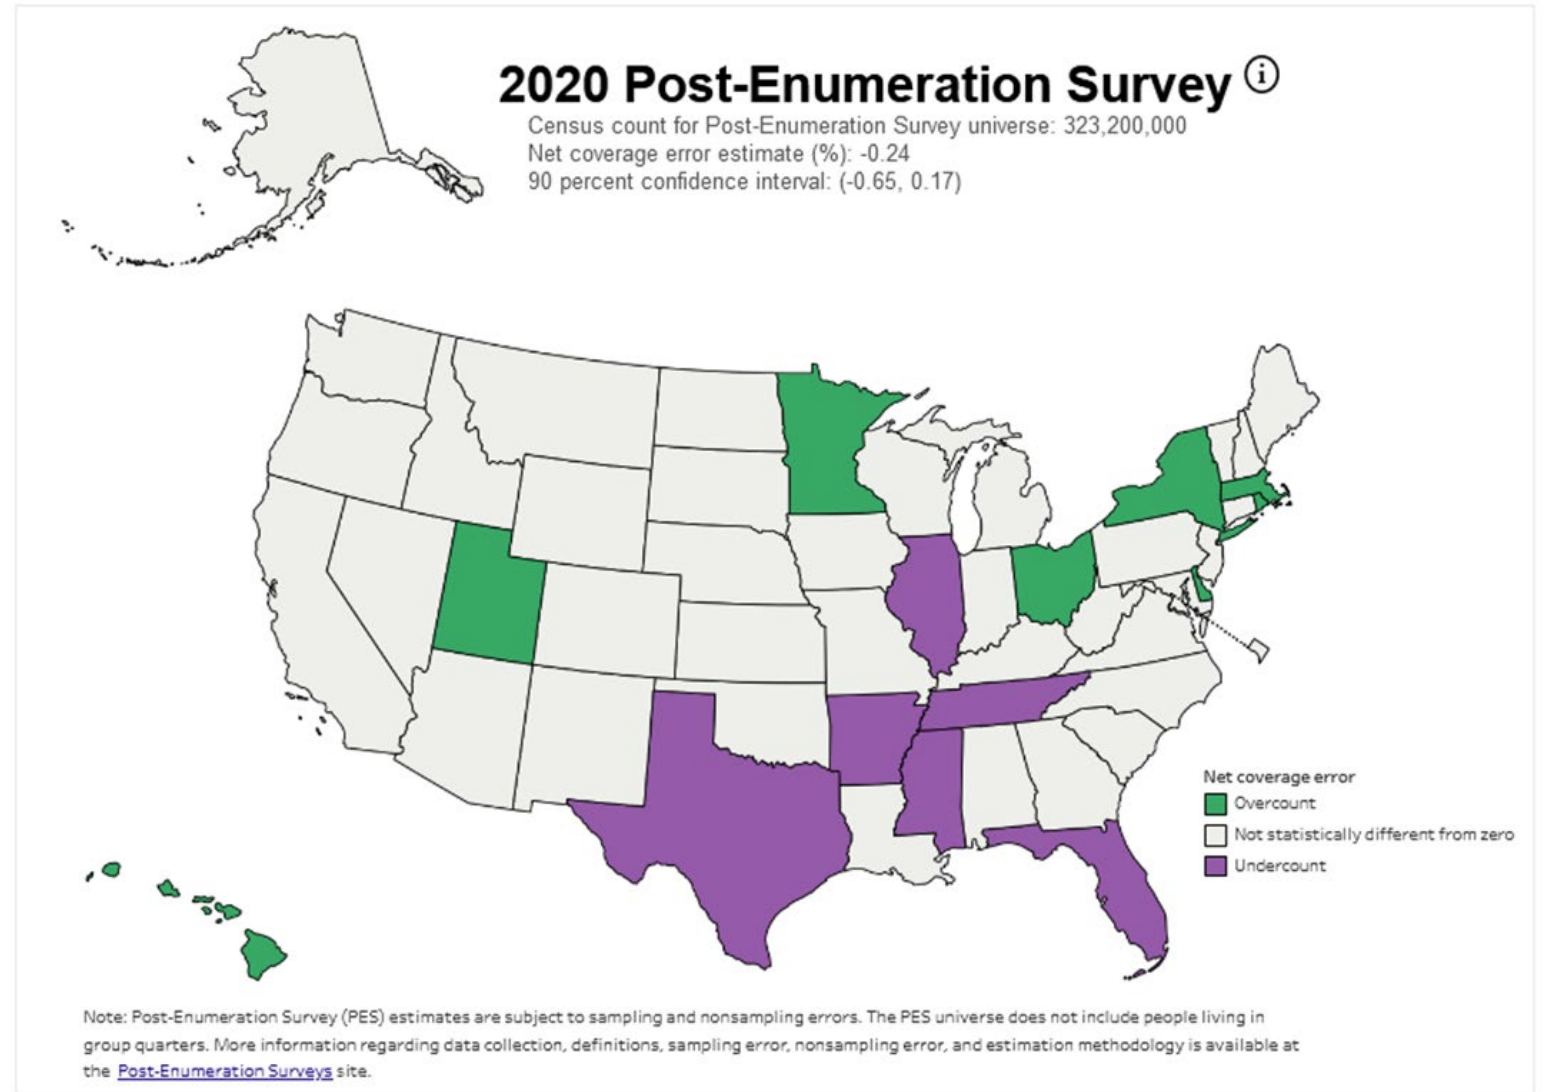 2020 Post-Enumeration Survey
Census count for Post-Enumeration Survey universe: 323,200,000
Net coverage error estimate (%): -0.24
90 percent confidence interval: (-0.65, 0.17)
Net coverage error
Overcount
Not statistically different from zero
Undercount
Note: Post-Enumeration Survey (PES) estimates are subject to sampling and nonsampling errors. The PES universe does not include people living in
group quarters. More information regarding data collection, definitions, sampling error, nonsampling error, and estimation methodology is available at
the Post-Enumeration Surveys site.